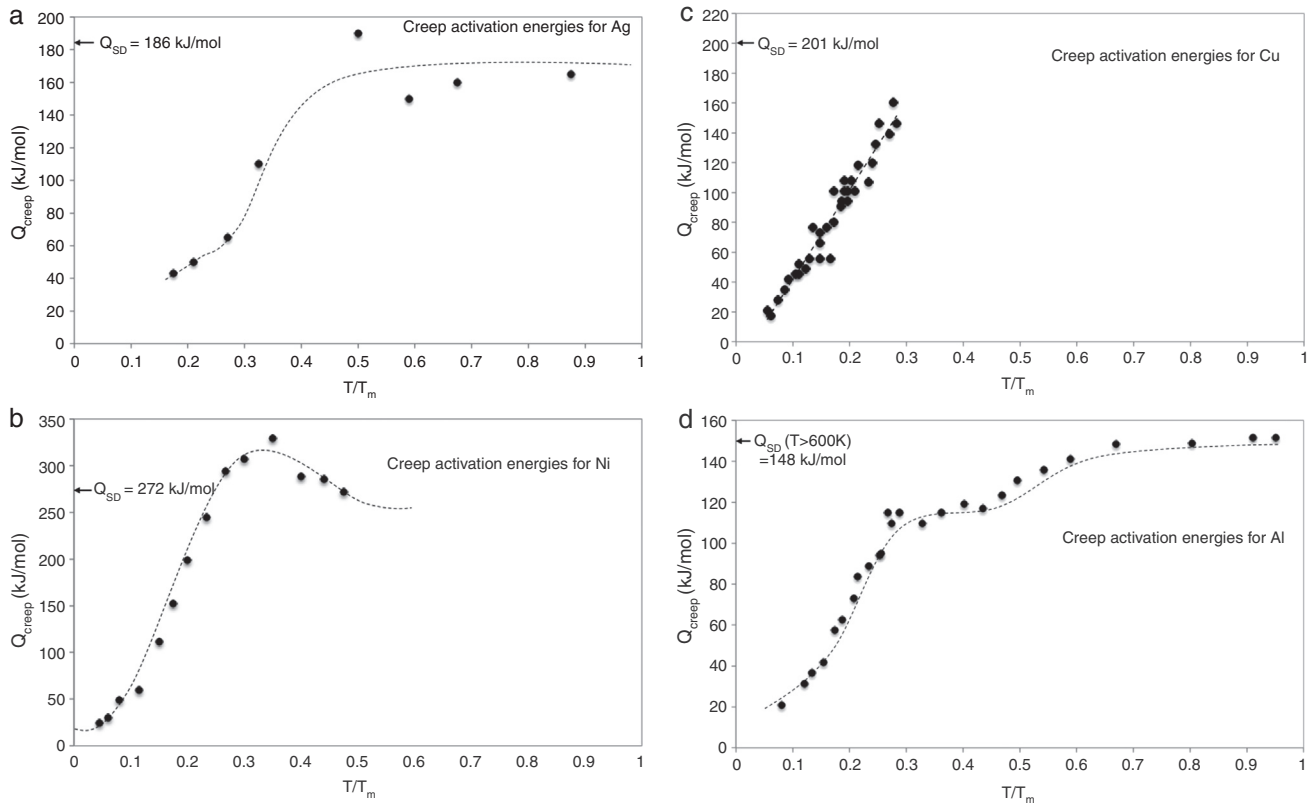 a
Creep activation energies for Ag
Q_SD = 186 kJ/mol
Q_creep (kJ/mol)
200
180
160
140
120
100
80
60
40
20
0
0 0.1 0.2 0.3 0.4 0.5 0.6 0.7 0.8 0.9 1
T/T_m
b
Creep activation energies for Ni
Q_SD = 272 kJ/mol
Q_creep (kJ/mol)
350
300
250
200
150
100
50
0
0 0.1 0.2 0.3 0.4 0.5 0.6 0.7 0.8 0.9 1
T/T_m
c
Q_SD = 201 kJ/mol
Creep activation energies for Cu
Q_creep (kJ/mol)
220
200
180
160
140
120
100
80
60
40
20
0
0 0.1 0.2 0.3 0.4 0.5 0.6 0.7 0.8 0.9 1
T/T_m
d
Q_SD (T>600K)
=148 kJ/mol
Creep activation energies for Al
Q_creep (kJ/mol)
160
140
120
100
80
60
40
20
0
0 0.1 0.2 0.3 0.4 0.5 0.6 0.7 0.8 0.9 1
T/T_m